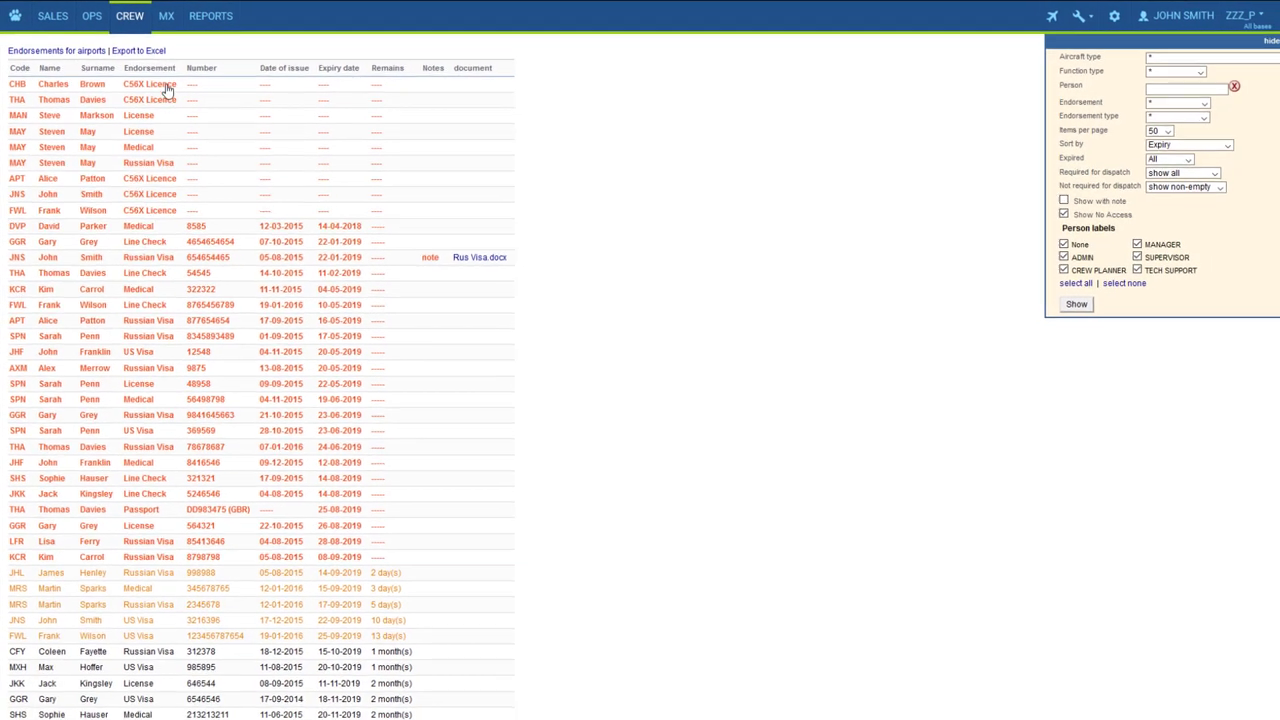 SALES OPS CREW MX REPORTS JOHN SMITH ZZZ_P
All bases
Endorsements for airports | Export to Excel
Code Name Surname Endorsement Number Date of issue Expiry date Remains Notes document
CHB Charles Brown C56X Licence ---- ---- ---- ----
THA Thomas Davies C56X Licence ---- ---- ---- ----
MAN Steve Markson License ---- ---- ---- ----
MAY Steven May License ---- ---- ---- ----
MAY Steven May Medical ---- ---- ---- ----
MAY Steven May Russian Visa ---- ---- ---- ----
APT Alice Patton C56X Licence ---- ---- ---- ----
JNS John Smith C56X Licence ---- ---- ---- ----
FWL Frank Wilson C56X Licence ---- ---- ---- ----
DVP David Parker Medical 8585 12-03-2015 14-04-2018 -----
GGR Gary Grey Line Check 4654654654 07-10-2015 22-01-2019 -----
JNS John Smith Russian Visa 654654465 05-08-2015 22-01-2019 ----- note Rus Visa.docx
THA Thomas Davies Line Check 54545 14-10-2015 11-02-2019 -----
KCR Kim Carrol Medical 322322 11-11-2015 04-05-2019 -----
FWL Frank Wilson Line Check 8765456789 19-01-2016 10-05-2019 -----
APT Alice Patton Russian Visa 877654654 17-09-2015 16-05-2019 -----
SPN Sarah Penn Russian Visa 8345893489 01-09-2015 17-05-2019 -----
JHF John Franklin US Visa 12548 04-11-2015 20-05-2019 -----
AXM Alex Merrow Russian Visa 9875 13-08-2015 20-05-2019 -----
SPN Sarah Penn License 48958 09-09-2015 22-05-2019 -----
SPN Sarah Penn Medical 56498798 04-11-2015 19-06-2019 -----
GGR Gary Grey Russian Visa 9841645663 21-10-2015 23-06-2019 -----
SPN Sarah Penn US Visa 369569 28-10-2015 23-06-2019 -----
THA Thomas Davies Russian Visa 78678687 07-01-2016 24-06-2019 -----
JHF John Franklin Medical 8416546 09-12-2015 12-08-2019 -----
SHS Sophie Hauser Line Check 321321 17-09-2015 14-08-2019 -----
JKK Jack Kingsley Line Check 5246546 04-08-2015 14-08-2019 -----
THA Thomas Davies Passport DD983475 (GBR) ----- 25-08-2019 -----
GGR Gary Grey License 564321 22-10-2015 26-08-2019 -----
LFR Lisa Ferry Russian Visa 85413646 04-08-2015 28-08-2019 -----
KCR Kim Carrol Russian Visa 8798798 05-08-2015 08-09-2019 -----
JHL James Henley Russian Visa 998988 05-08-2015 14-09-2019 2 day(s)
MRS Martin Sparks Medical 345678765 12-01-2016 15-09-2019 3 day(s)
MRS Martin Sparks Russian Visa 2345678 12-01-2016 17-09-2019 5 day(s)
JNS John Smith US Visa 3216396 17-12-2015 22-09-2019 10 day(s)
FWL Frank Wilson US Visa 123456787654 19-01-2016 25-09-2019 13 day(s)
CFY Coleen Fayette Russian Visa 312378 18-12-2015 15-10-2019 1 month(s)
MXH Max Hoffer US Visa 985895 11-08-2015 20-10-2019 1 month(s)
JKK Jack Kingsley License 646544 08-09-2015 11-11-2019 2 month(s)
GGR Gary Grey US Visa 6546546 17-09-2014 18-11-2019 2 month(s)
SHS Sophie Hauser Medical 213213211 11-06-2015 20-11-2019 2 month(s)
hide
Aircraft type *
Function type *
Person
Endorsement *
Endorsement type *
Items per page 50
Sort by Expiry
Expired All
Required for dispatch show all
Not required for dispatch show non-empty
Show with note
Show No Access
Person labels
None MANAGER
ADMIN SUPERVISOR
CREW PLANNER TECH SUPPORT
select all | select none
Show